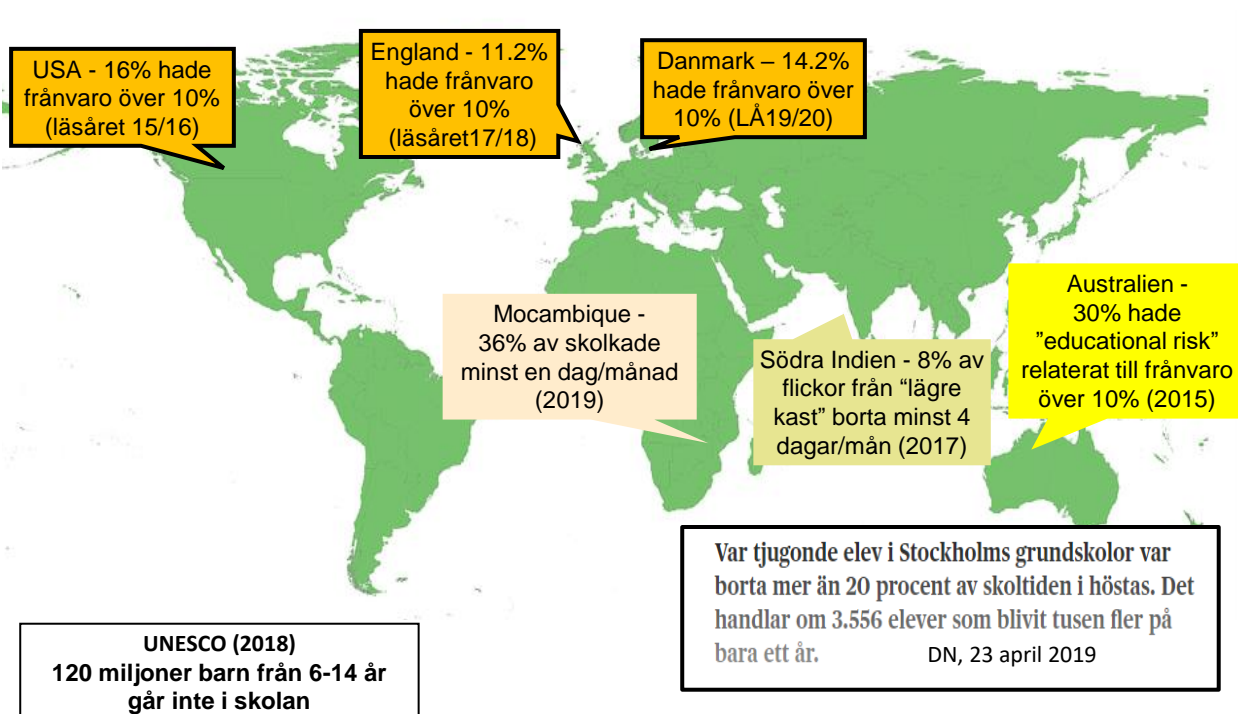 USA - 16% hade
frånvaro över 10%
(läsåret 15/16)
England - 11.2%
hade frånvaro
över 10%
(läsåret17/18)
Danmark – 14.2%
hade frånvaro över
10% (LÅ19/20)
Mocambique -
36% av skolkade
minst en dag/månad
(2019)
Södra Indien - 8% av
flickor från “lägre
kast” borta minst 4
dagar/mån (2017)
Australien -
30% hade
”educational risk”
relaterat till frånvaro
över 10% (2015)
Var tjugonde elev i Stockholms grundskolor var
borta mer än 20 procent av skoltiden i höstas. Det
handlar om 3.556 elever som blivit tusen fler på
bara ett år. DN, 23 april 2019
UNESCO (2018)
120 miljoner barn från 6-14 år
går inte i skolan